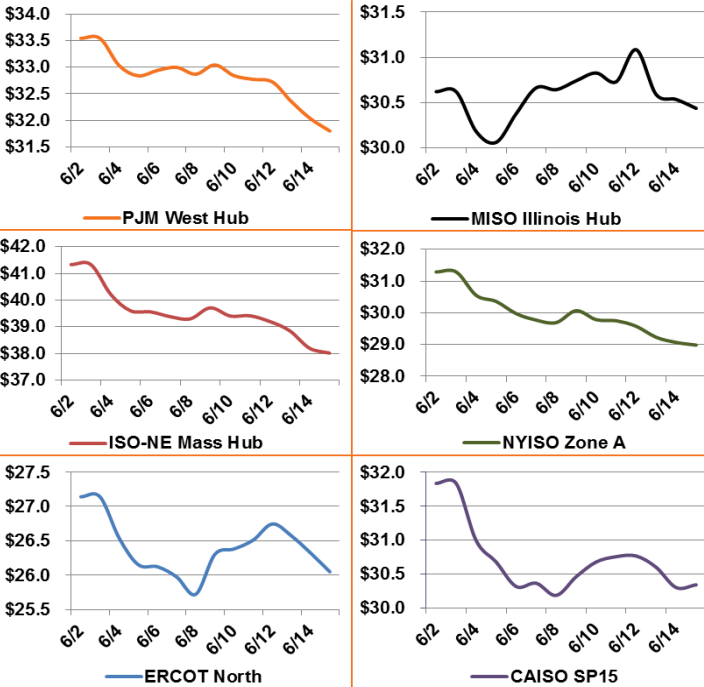 $34.0
$33.5
$33.0
$32.5
$32.0
$31.5
6/2 6/4 6/6 6/8 6/10 6/12 6/14
PJM West Hub
$31.5
$31.0
$30.5
$30.0
6/2 6/4 6/6 6/8 6/10 6/12 6/14
MISO Illinois Hub
$42.0
$41.0
$40.0
$39.0
$38.0
$37.0
6/2 6/4 6/6 6/8 6/10 6/12 6/14
ISO-NE Mass Hub
$32.0
$31.0
$30.0
$29.0
$28.0
6/2 6/4 6/6 6/8 6/10 6/12 6/14
NYISO Zone A
$27.5
$27.0
$26.5
$26.0
$25.5
6/2 6/4 6/6 6/8 6/10 6/12 6/14
ERCOT North
$32.0
$31.5
$31.0
$30.5
$30.0
6/2 6/4 6/6 6/8 6/10 6/12 6/14
CAISO SP15